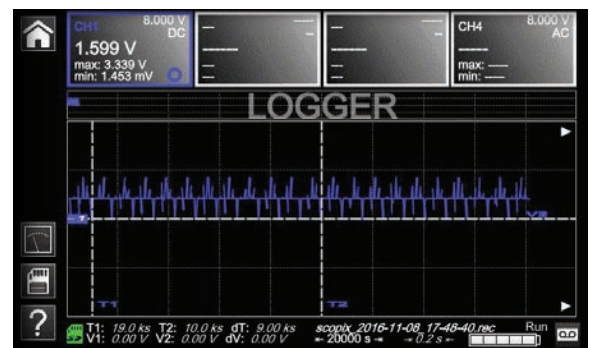 CH1 8.000 V
DC
1.599 V
max: 3.339 V
min: 1.453 mV
CH4 8.000 V
AC
max: -----
min: -----
LOGGER
T1
T2
V2
T1: 19.0 ks T2: 10.0 ks dT: 9.00 ks scopix_2016-11-08_17-48-40.rec Run
V1: 0.00 V V2: 0.00 V dV: 0.00 V 20000 s 0.2 s
?